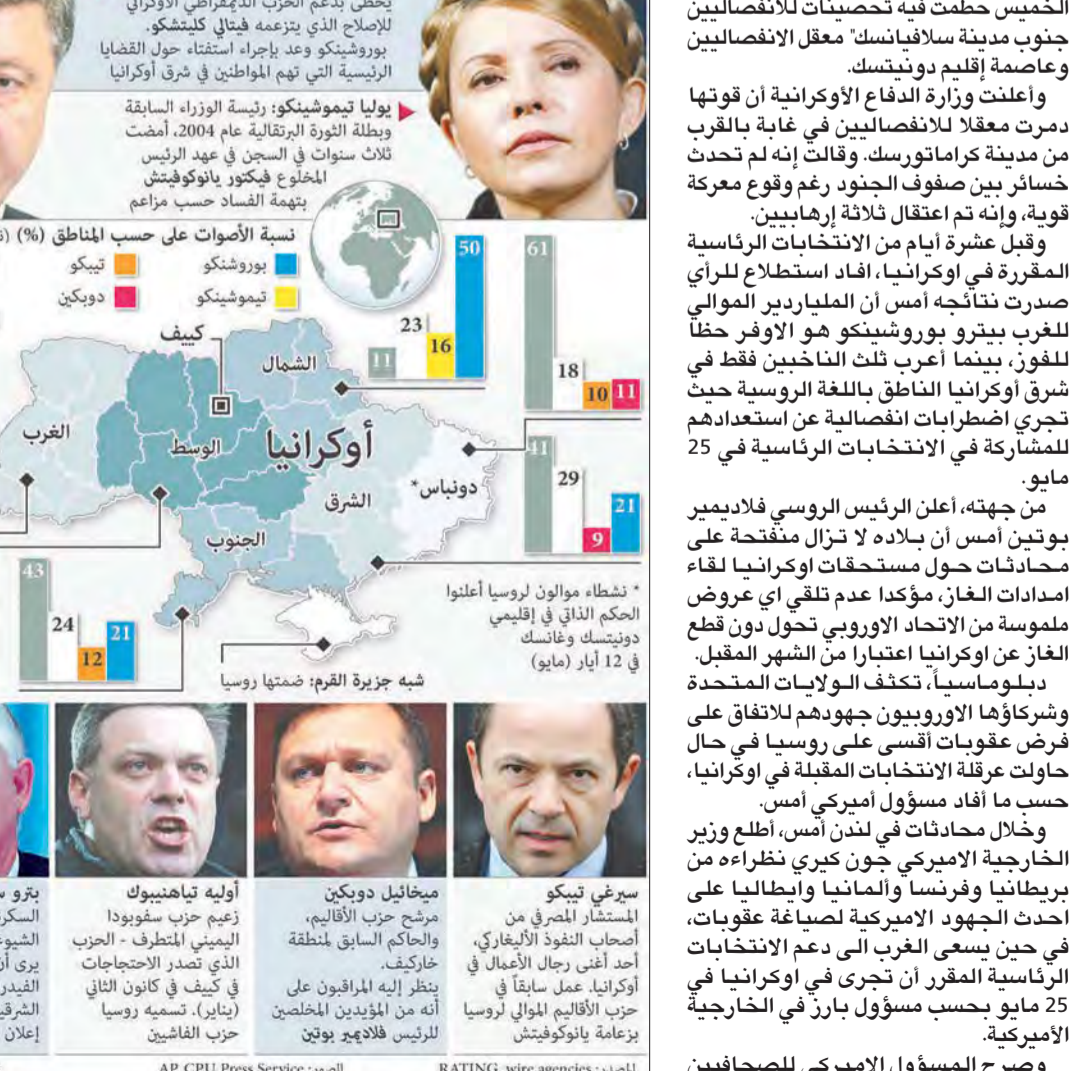 الخميس حطمت فيه تحصينات للانفصاليين
جنوب مدينة سلافيانسك" معقل الانفصاليين
وعاصمة إقليم دونيتسك.
وأعلنت وزارة الدفاع الأوكرانية أن قوتها
دمرت معقلا للانفصاليين في غابة بالقرب
من مدينة كراماتورسك. وقالت إنه لم تحدث
خسائر بين صفوف الجنود رغم وقوع معركة
قوية، وإنه تم اعتقال ثلاثة إرهابيين.
وقبل عشرة أيام من الانتخابات الرئاسية
المقررة في اوكرانيا، افاد استطلاع للرأي
صدرت نتائجه أمس أن الملياردير الموالي
للغرب بيترو بوروشينكو هو الاوفر حظا
للفوز، بينما أعرب ثلث الناخبين فقط في
شرق أوكرانيا الناطق باللغة الروسية حيث
تجري اضطرابات انفصالية عن استعدادهم
للمشاركة في الانتخابات الرئاسية في 25
مايو.
من جهته، أعلن الرئيس الروسي فلاديمير
بوتين أمس أن بلاده لا تزال منفتحة على
محادثات حول مستحقات اوكرانيا لقاء
امدادات الغاز، مؤكدا عدم تلقي اي عروض
ملموسة من الاتحاد الاوروبي تحول دون قطع
الغاز عن اوكرانيا اعتبارا من الشهر المقبل.
دبلوماسياً، تكثف الولايات المتحدة
وشركاؤها الاوروبيون جهودهم للاتفاق على
فرض عقوبات أقسى على روسيا في حال
حاولت عرقلة الانتخابات المقبلة في اوكرانيا،
حسب ما أفاد مسؤول أميركي أمس.
وخلال محادثات في لندن أمس، أطلع وزير
الخارجية الاميركي جون كيري نظراءه من
بريطانيا وفرنسا وألمانيا وايطاليا على
احدث الجهود الاميركية لصياغة عقوبات،
في حين يسعى الغرب الى دعم الانتخابات
الرئاسية المقرر أن تجرى في اوكرانيا في
25 مايو بحسب مسؤول بارز في الخارجية
الأميركية.
وصرح المسؤول الاميركي للصحافيين
يحظى بدعم الحزب الديمقراطي الأوكراني
للإصلاح الذي يتزعمه فيتالي كليتشكو.
بوروشينكو وعد بإجراء استفتاء حول القضايا
الرئيسية التي تهم المواطنين في شرق أوكرانيا
يوليا تيموشينكو: رئيسة الوزراء السابقة
وبطلة الثورة البرتقالية عام 2004، أمضت
ثلاث سنوات في السجن في عهد الرئيس
المخلوع فيكتور يانوكوفيتش
بتهمة الفساد حسب مزاعم
نسبة الأصوات على حسب المناطق (%)
بوروشنكو
تيبكو
تيموشينكو
دوبكين
50
23
16
11
61
18
10
11
كييف
الشمال
أوكرانيا
الوسط
الغرب
دونباس*
الشرق
الجنوب
41
29
21
9
43
24
21
12
* نشطاء موالون لروسيا أعلنوا
الحكم الذاتي في إقليمي
دونيتسك وغانسك
في 12 أيار (مايو)
شبه جزيرة القرم: ضمتها روسيا
سيرغي تيبكو
المستشار المصرفي من
أصحاب النفوذ الأليغاركي،
أحد أغنى رجال الأعمال في
أوكرانيا. عمل سابقاً في
حزب الأقاليم الموالي لروسيا
بزعامة يانوكوفيتش
ميخائيل دوبكين
مرشح حزب الأقاليم،
والحاكم السابق لمنطقة
خاركيف.
ينظر إليه المراقبون على
أنه من المؤيدين المخلصين
للرئيس فلاديمير بوتين
أوليه تياهنيبوك
زعيم حزب سفوبودا
اليميني المتطرف - الحزب
الذي تصدر الاحتجاجات
في كييف في كانون الثاني
(يناير). تسميه روسيا
حزب الفاشيين
بترو
يرى أن
إعلان
المصدر: RATING, wire agencies
الصور: AP, CPU Press Service